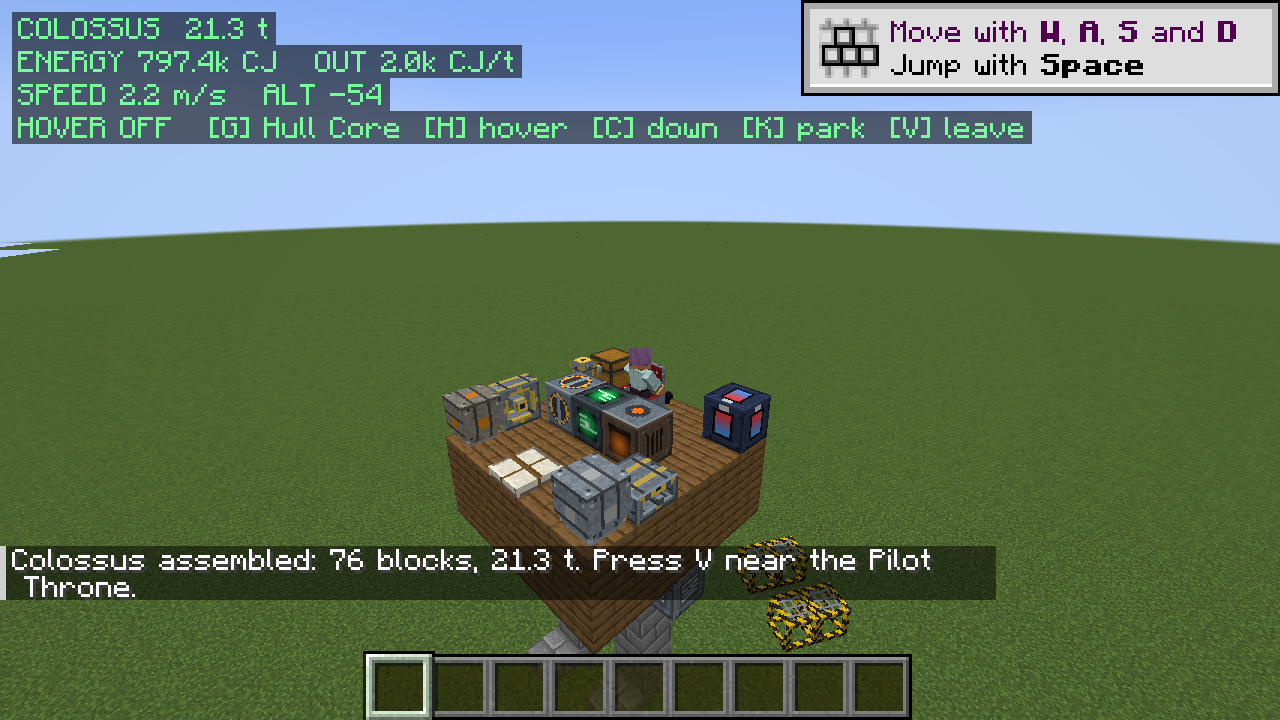 COLOSSUS 21.3 t
ENERGY 797.4k CJ OUT 2.0k CJ/t
SPEED 2.2 m/s ALT -54
HOVER OFF [G] Hull Core [H] hover [C] down [K] park [V] leave
Move with W, A, S and D
Jump with Space
Colossus assembled: 76 blocks, 21.3 t. Press V near the Pilot
Throne.